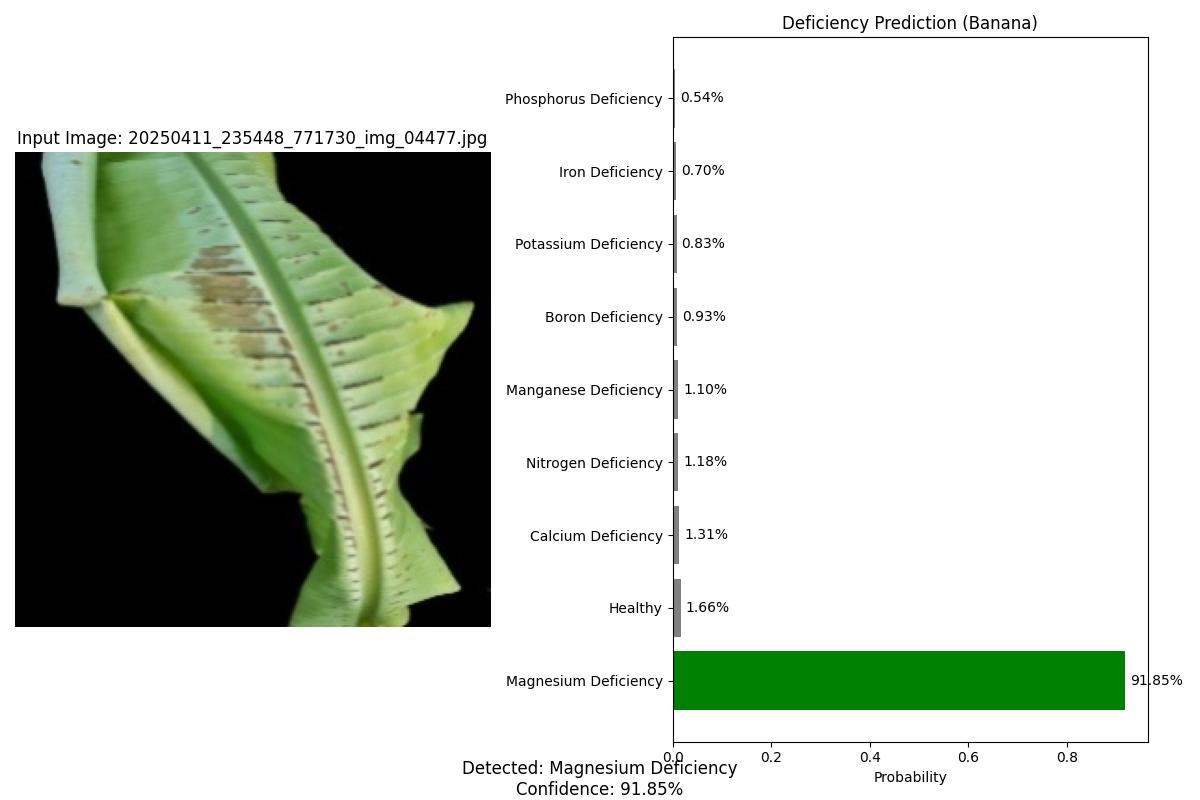 Deficiency Prediction (Banana)
Input Image: 20250411_235448_771730_img_04477.jpg
Phosphorus Deficiency 0.54%
Iron Deficiency 0.70%
Potassium Deficiency 0.83%
Boron Deficiency 0.93%
Manganese Deficiency 1.10%
Nitrogen Deficiency 1.18%
Calcium Deficiency 1.31%
Healthy 1.66%
Magnesium Deficiency 91.85%
0.0 0.2 0.4 0.6 0.8
Probability
Detected: Magnesium Deficiency
Confidence: 91.85%